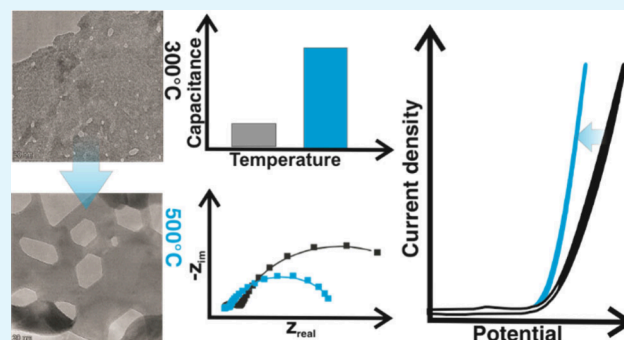 300°C
Capacitance
Temperature
500°C
-Z_im
Z_real
Current density
Potential